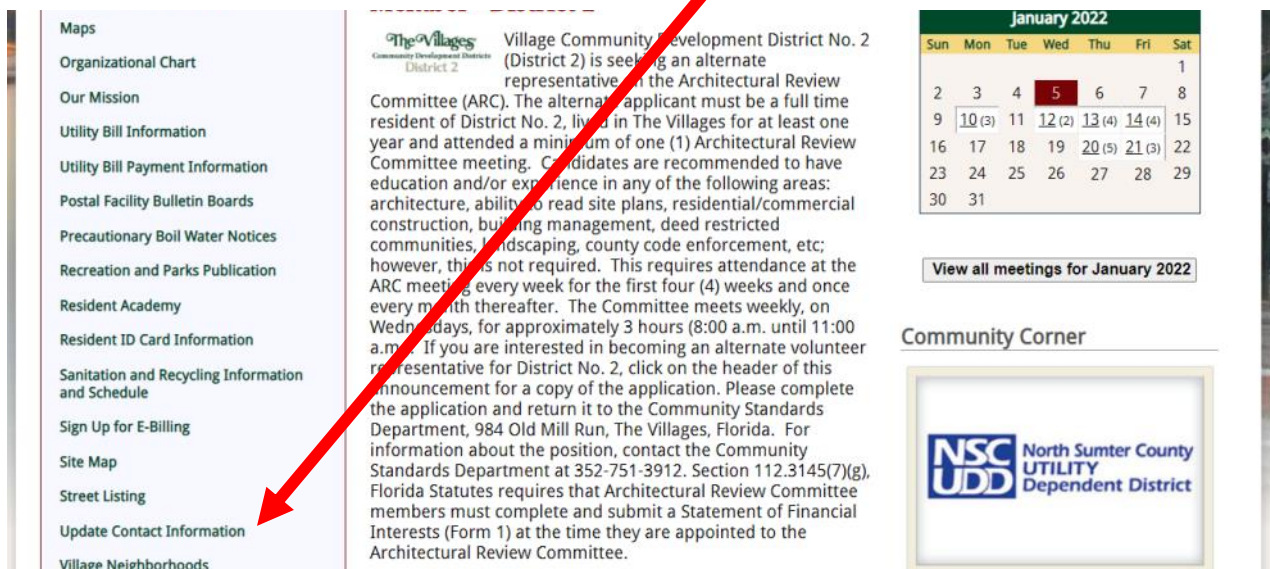 Maps
Organizational Chart
Our Mission
Utility Bill Information
Utility Bill Payment Information
Postal Facility Bulletin Boards
Precautionary Boil Water Notices
Recreation and Parks Publication
Resident Academy
Resident ID Card Information
Sanitation and Recycling Information
and Schedule
Sign Up for E-Billing
Site Map
Street Listing
Update Contact Information
Village Neighborhoods
The Villages
Community Development Districts
District 2
Village Community Development District No. 2
(District 2) is seeking an alternate
representative the Architectural Review
Committee (ARC). The alternate applicant must be a full time
resident of District No. 2, lived in The Villages for at least one
year and attended a minimum of one (1) Architectural Review
Committee meeting. Candidates are recommended to have
education and/or experience in any of the following areas:
architecture, ability to read site plans, residential/commercial
construction, building management, deed restricted
communities, landscaping, county code enforcement, etc;
however, this is not required. This requires attendance at the
ARC meeting every week for the first four (4) weeks and once
every month thereafter. The Committee meets weekly, on
Wednesdays, for approximately 3 hours (8:00 a.m. until 11:00
a.m. If you are interested in becoming an alternate volunteer
representative for District No. 2, click on the header of this
announcement for a copy of the application. Please complete
the application and return it to the Community Standards
Department, 984 Old Mill Run, The Villages, Florida. For
information about the position, contact the Community
Standards Department at 352-751-3912. Section 112.3145(7)(g),
Florida Statutes requires that Architectural Review Committee
members must complete and submit a Statement of Financial
Interests (Form 1) at the time they are appointed to the
Architectural Review Committee.
January 2022
Sun Mon Tue Wed Thu Fri Sat
1
2 3 4 5 6 7 8
9 10 (3) 11 12 (2) 13 (4) 14 (4) 15
16 17 18 19 20 (5) 21 (3) 22
23 24 25 26 27 28 29
30 31
View all meetings for January 2022
Community Corner
NSC North Sumter County
UDD UTILITY
Dependent District